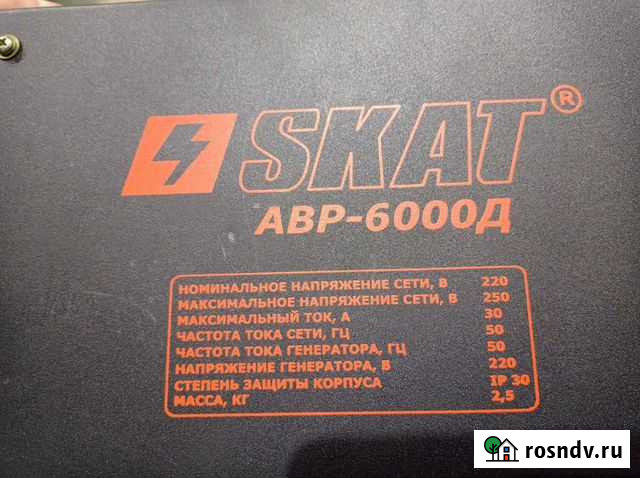 SKAT®
АВР-6000Д
НОМИНАЛЬНОЕ НАПРЯЖЕНИЕ СЕТИ, В 220
МАКСИМАЛЬНОЕ НАПРЯЖЕНИЕ СЕТИ, В 250
МАКСИМАЛЬНЫЙ ТОК, А 30
ЧАСТОТА ТОКА СЕТИ, ГЦ 50
ЧАСТОТА ТОКА ГЕНЕРАТОРА, ГЦ 50
НАПРЯЖЕНИЕ ГЕНЕРАТОРА, В 220
СТЕПЕНЬ ЗАЩИТЫ КОРПУСА IP 30
МАССА, КГ 2,5
rosndv.ru